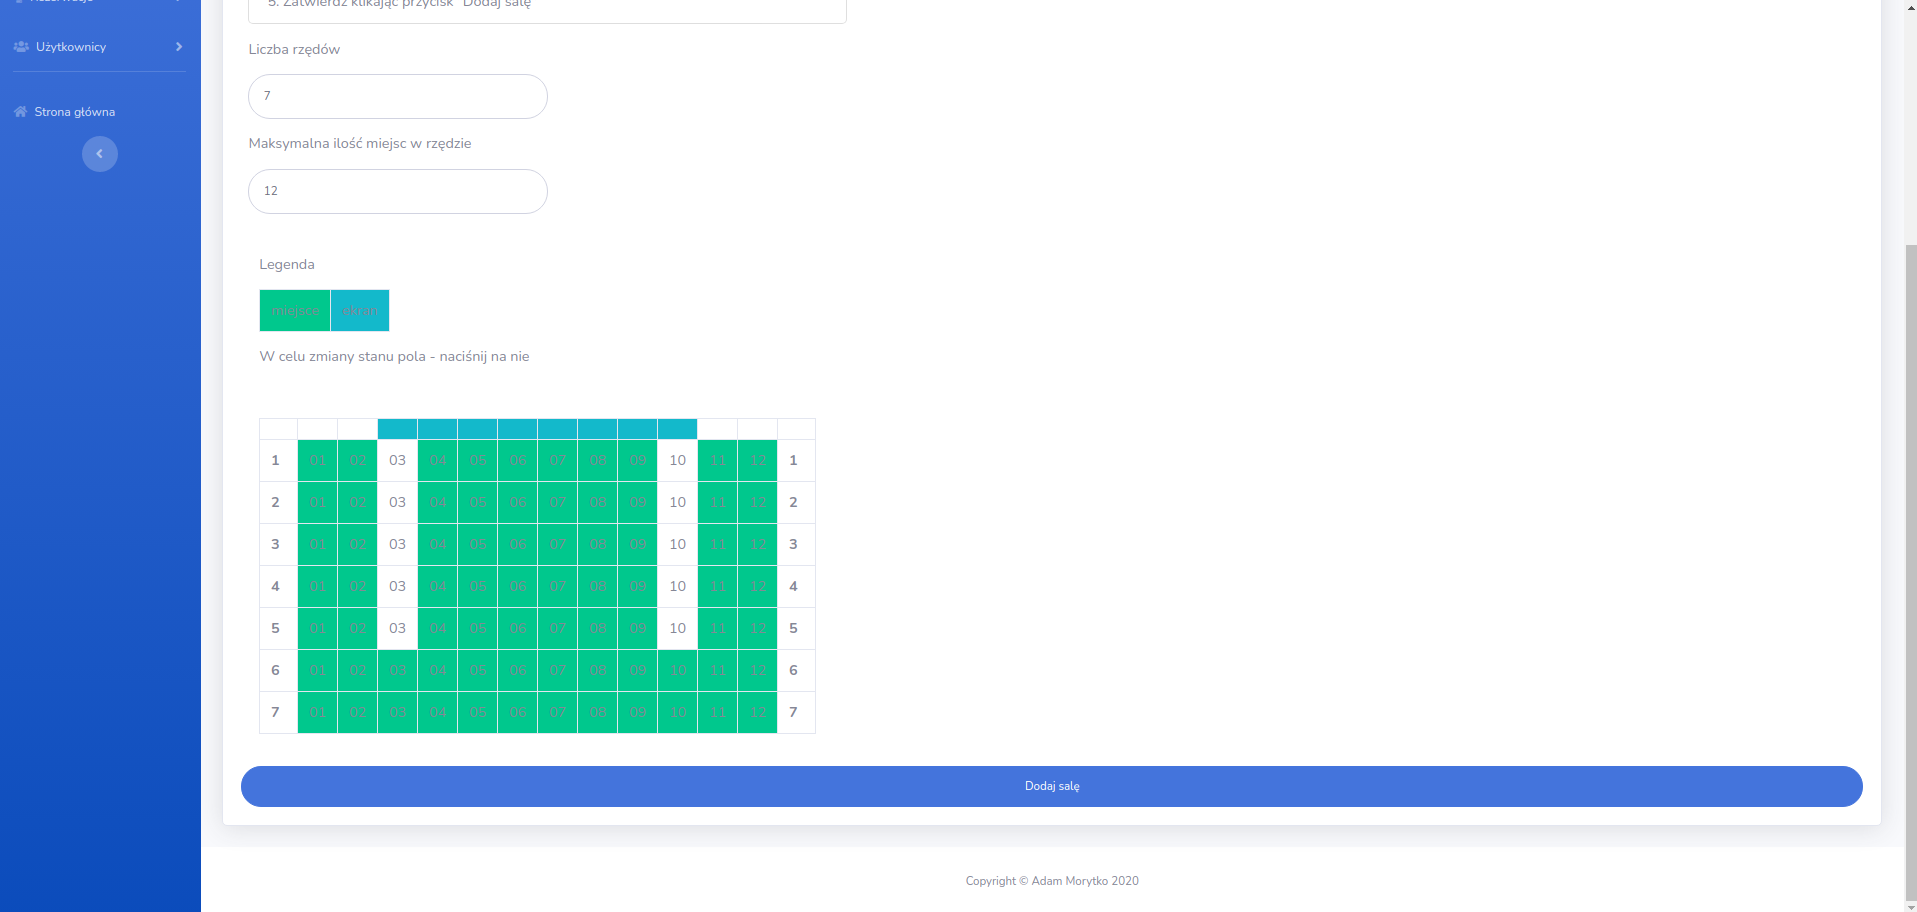 Użytkownicy
Strona główna
5. Zatwierdź klikając przycisk "Dodaj salę"
Liczba rzędów
7
Maksymalna ilość miejsc w rzędzie
12
Legenda
miejsce ekran
W celu zmiany stanu pola - naciśnij na nie
1 01 02 03 04 05 06 07 08 09 10 11 12 1
2 01 02 03 04 05 06 07 08 09 10 11 12 2
3 01 02 03 04 05 06 07 08 09 10 11 12 3
4 01 02 03 04 05 06 07 08 09 10 11 12 4
5 01 02 03 04 05 06 07 08 09 10 11 12 5
6 01 02 03 04 05 06 07 08 09 10 11 12 6
7 01 02 03 04 05 06 07 08 09 10 11 12 7
Dodaj salę
Copyright © Adam Morytko 2020